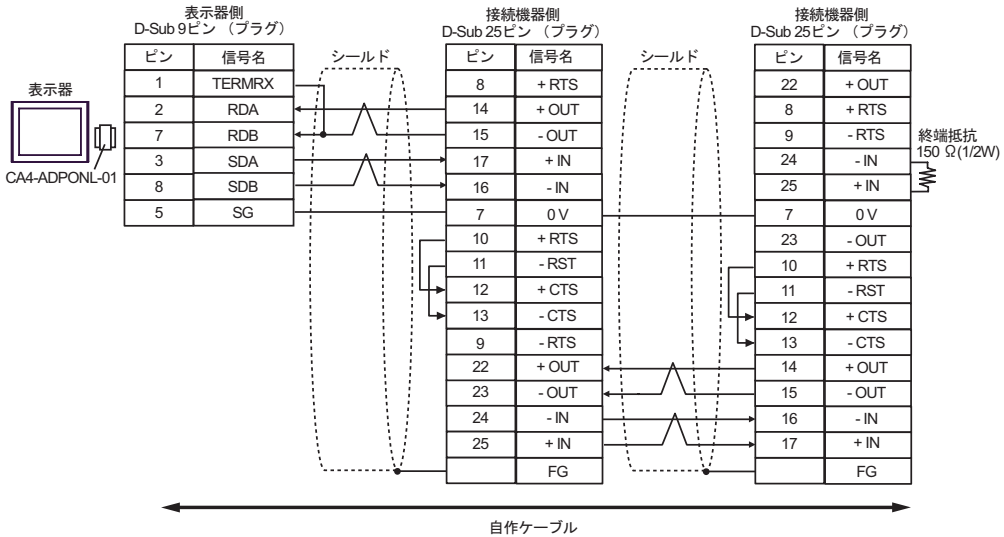 表示器側
D-Sub 9ピン （プラグ）
接続機器側
D-Sub 25ピン （プラグ）
接続機器側
D-Sub 25ピン （プラグ）
表示器
CA4-ADPONL-01
ピン 信号名
1 TERMRX
2 RDA
7 RDB
3 SDA
8 SDB
5 SG
シールド
ピン 信号名
8 + RTS
14 + OUT
15 - OUT
17 + IN
16 - IN
7 0 V
10 + RTS
11 - RST
12 + CTS
13 - CTS
9 - RTS
22 + OUT
23 - OUT
24 - IN
25 + IN
FG
シールド
ピン 信号名
22 + OUT
8 + RTS
9 - RTS
24 - IN
25 + IN
7 0 V
23 - OUT
10 + RTS
11 - RST
12 + CTS
13 - CTS
14 + OUT
15 - OUT
16 - IN
17 + IN
FG
終端抵抗
150 Ω(1/2W)
自作ケーブル